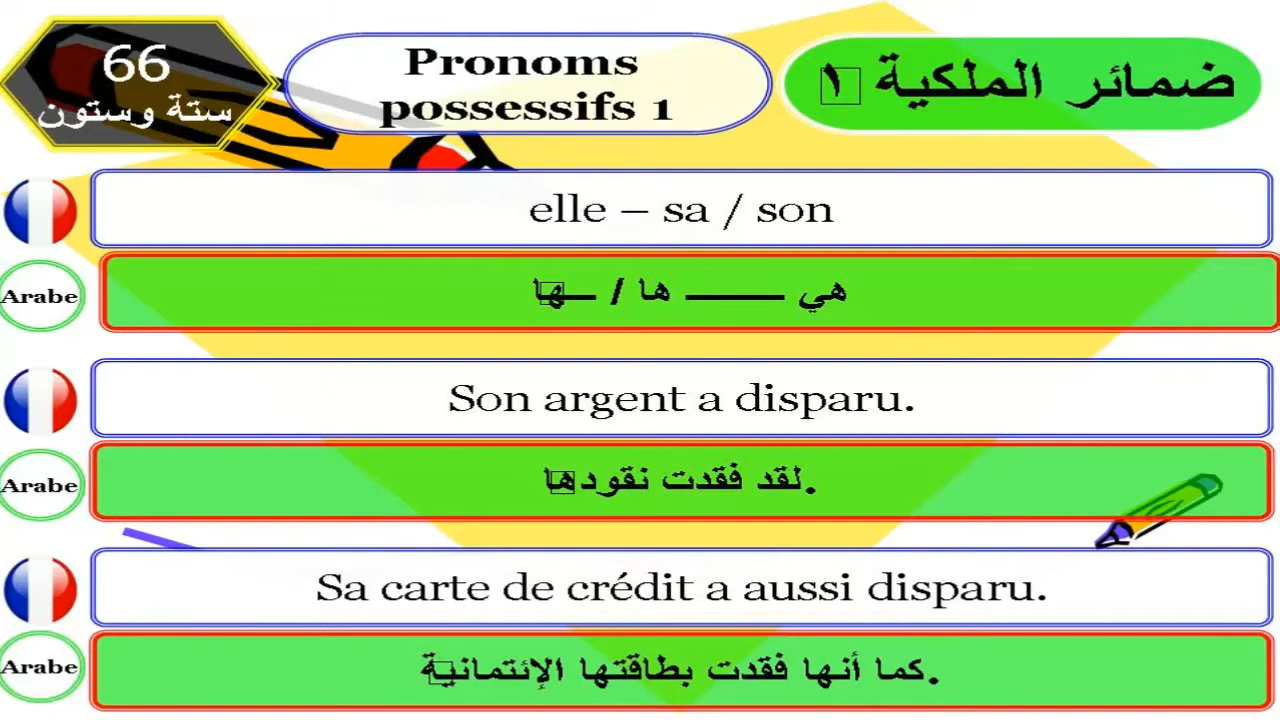 66
ستة وستون
Pronoms
possessifs 1
ضمائر الملكية ١
elle – sa / son
Arabe
هي ـــــــ ها / ـــها
Son argent a disparu.
Arabe
لقد فقدت نقودها.
Sa carte de crédit a aussi disparu.
Arabe
كما أنها فقدت بطاقتها الإئتمانية.